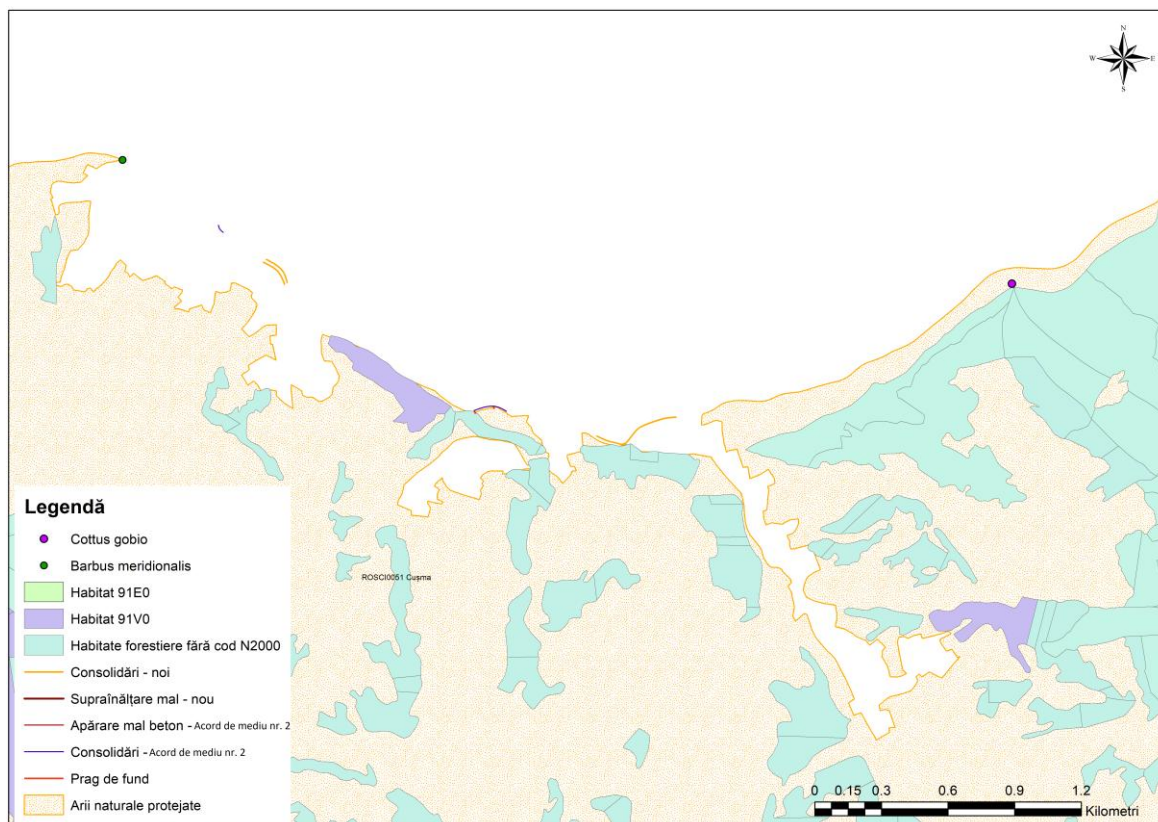 N
W E
S
ROSCI0051 Cușma
Legendă
Cottus gobio
Barbus meridionalis
Habitat 91E0
Habitat 91V0
Habitate forestiere fără cod N2000
Consolidări - noi
Supraînălțare mal - nou
Apărare mal beton - Acord de mediu nr. 2
Consolidări - Acord de mediu nr. 2
Prag de fund
Arii naturale protejate
0 0.15 0.3 0.6 0.9 1.2
Kilometri